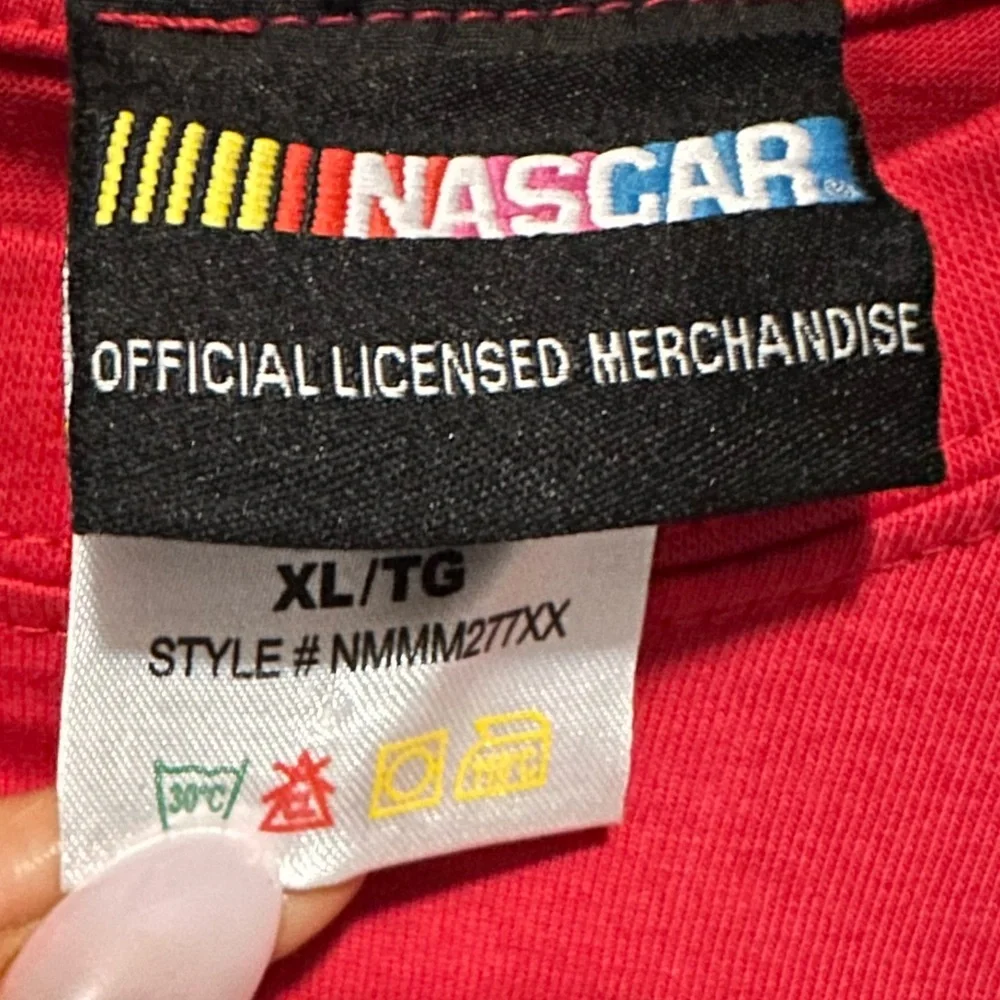 NASCAR®
OFFICIAL LICENSED MERCHANDISE
XL/TG
STYLE # NMMM277XX
30°C